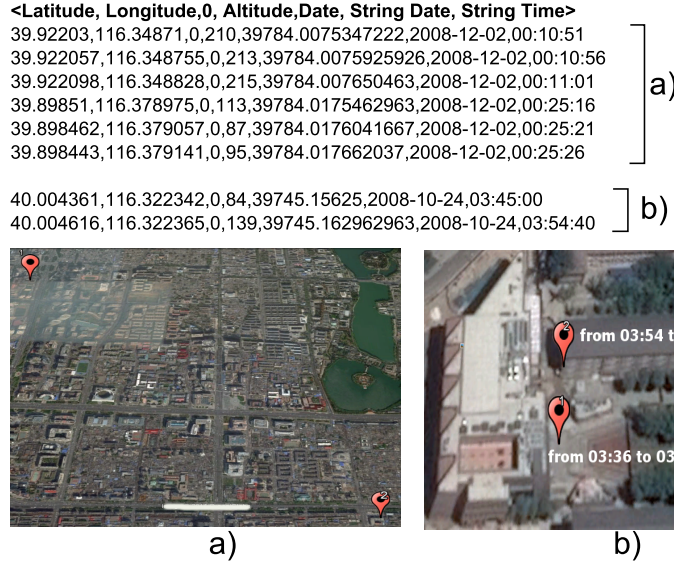 <Latitude, Longitude,0, Altitude,Date, String Date, String Time>
39.92203,116.34871,0,210,39784.0075347222,2008-12-02,00:10:51
39.922057,116.348755,0,213,39784.0075925926,2008-12-02,00:10:56
39.922098,116.348828,0,215,39784.007650463,2008-12-02,00:11:01
39.89851,116.378975,0,113,39784.0175462963,2008-12-02,00:25:16
39.898462,116.379057,0,87,39784.0176041667,2008-12-02,00:25:21
39.898443,116.379141,0,95,39784.017662037,2008-12-02,00:25:26
a)
40.004361,116.322342,0,84,39745.15625,2008-10-24,03:45:00
40.004616,116.322365,0,139,39745.162962963,2008-10-24,03:54:40
b)
1
2
2
from 03:54 t
1
from 03:36 to 03
a)
b)